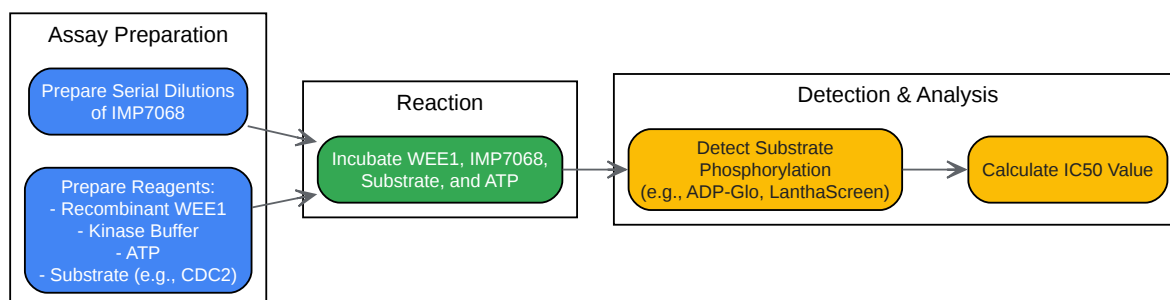 Assay Preparation
Prepare Serial Dilutions
of IMP7068
Prepare Reagents:
- Recombinant WEE1
- Kinase Buffer
- ATP
- Substrate (e.g., CDC2)
Reaction
Incubate WEE1, IMP7068,
Substrate, and ATP
Detection & Analysis
Detect Substrate
Phosphorylation
(e.g., ADP-Glo, LanthaScreen)
Calculate IC50 Value